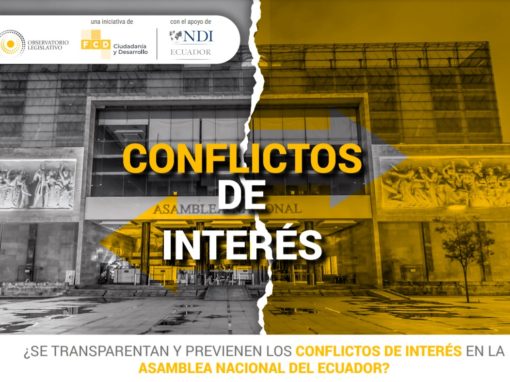 OBSERVATORIO
LEGISLATIVO
una iniciativa de
FCD
Ciudadanía
y Desarrollo
con el apoyo de
NDI
ECUADOR
CONFLICTOS
DE
ASAMBLEA NACIONAL
INTERÉS
¿SE TRANSPARENTAN Y PREVIENEN LOS CONFLICTOS DE INTERÉS EN LA
ASAMBLEA NACIONAL DEL ECUADOR?